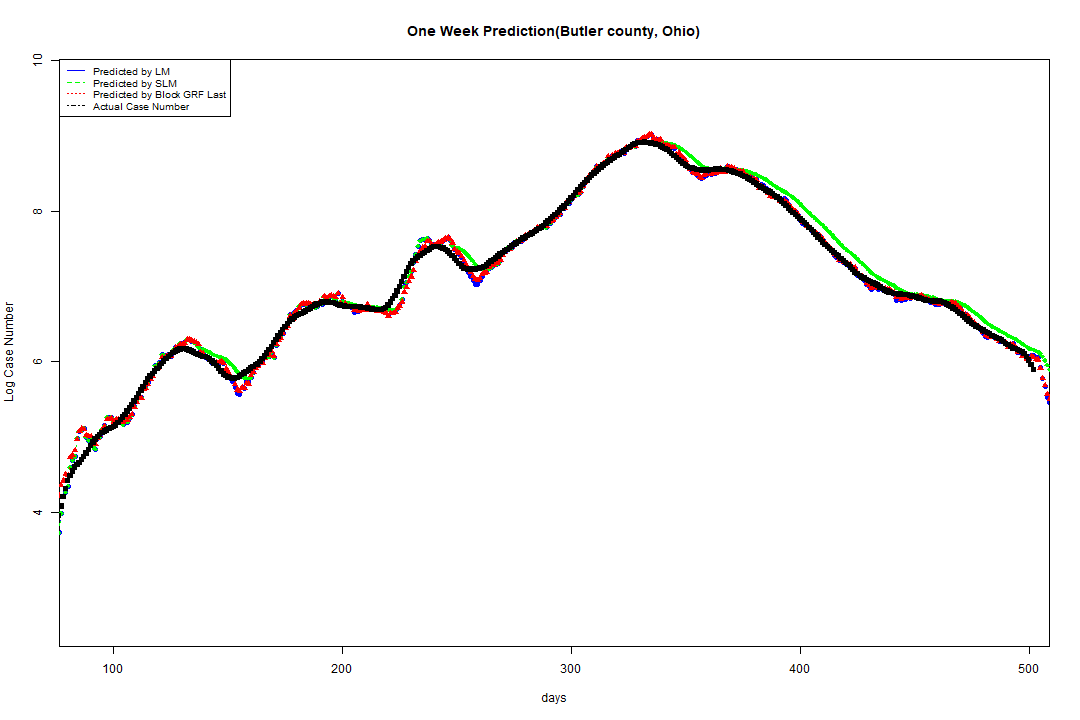 One Week Prediction(Butler county, Ohio)
Predicted by LM
Predicted by SLM
Predicted by Block GRF Last
Actual Case Number
10
8
6
4
Log Case Number
100 200 300 400 500
days